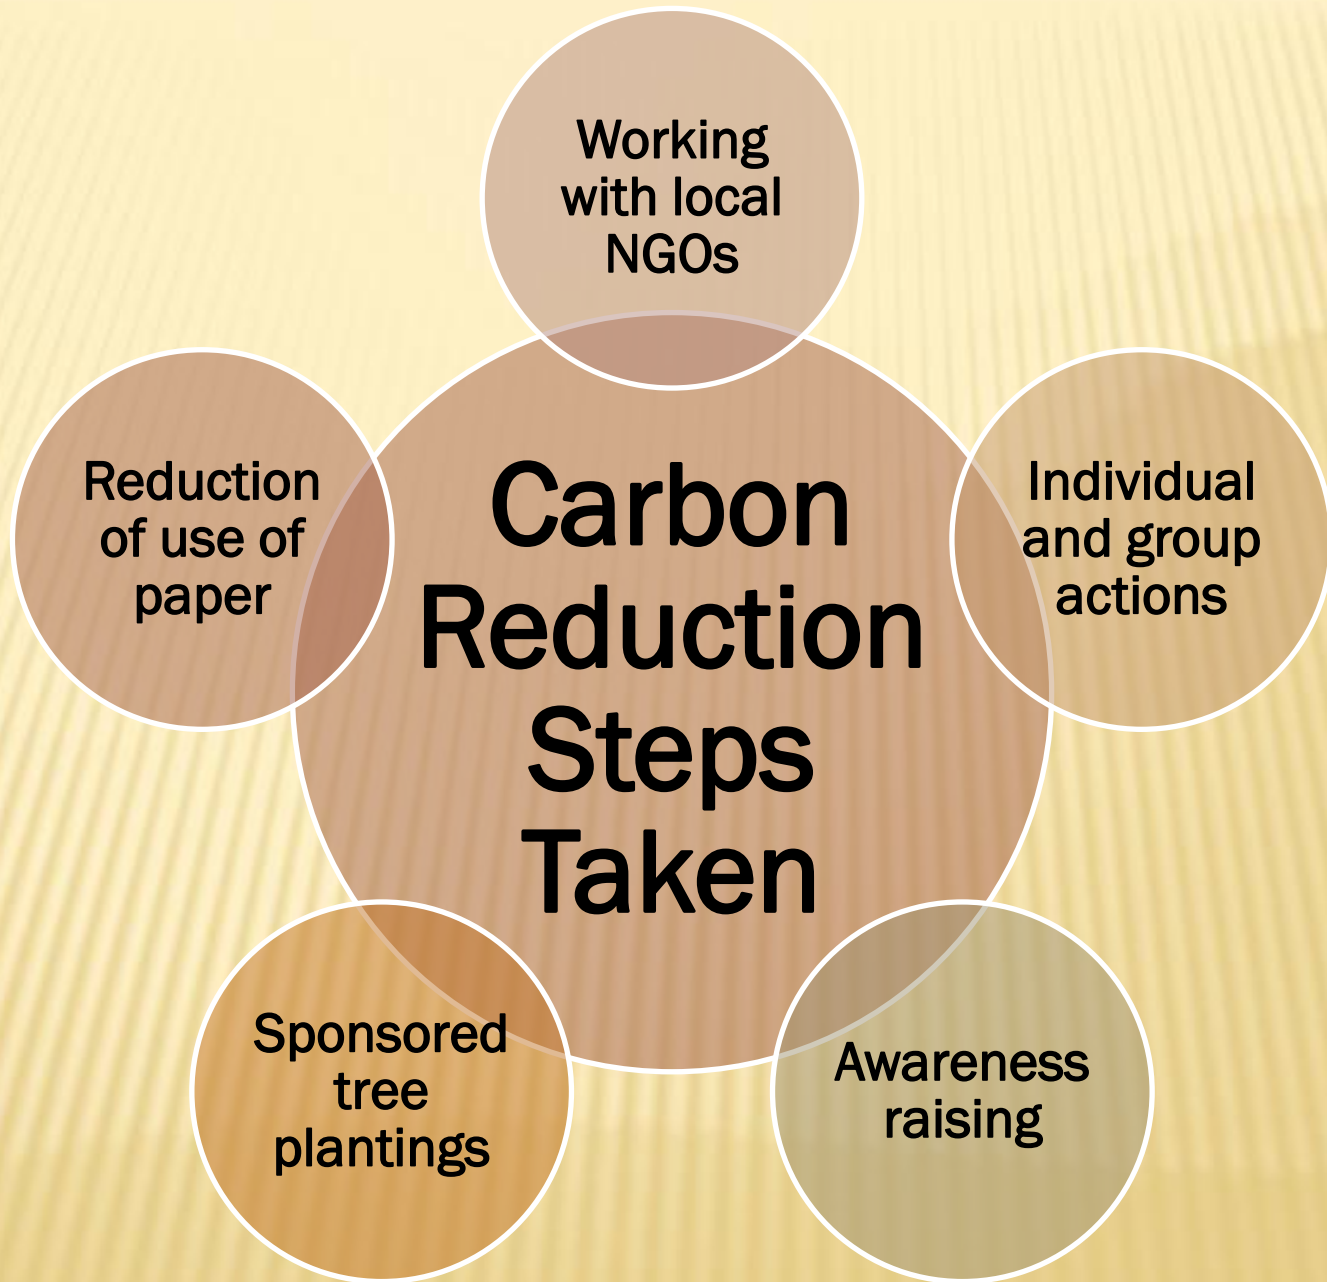 Working
with local
NGOs
Reduction
of use of
paper
Carbon
Reduction
Steps
Taken
Individual
and group
actions
Sponsored
tree
plantings
Awareness
raising